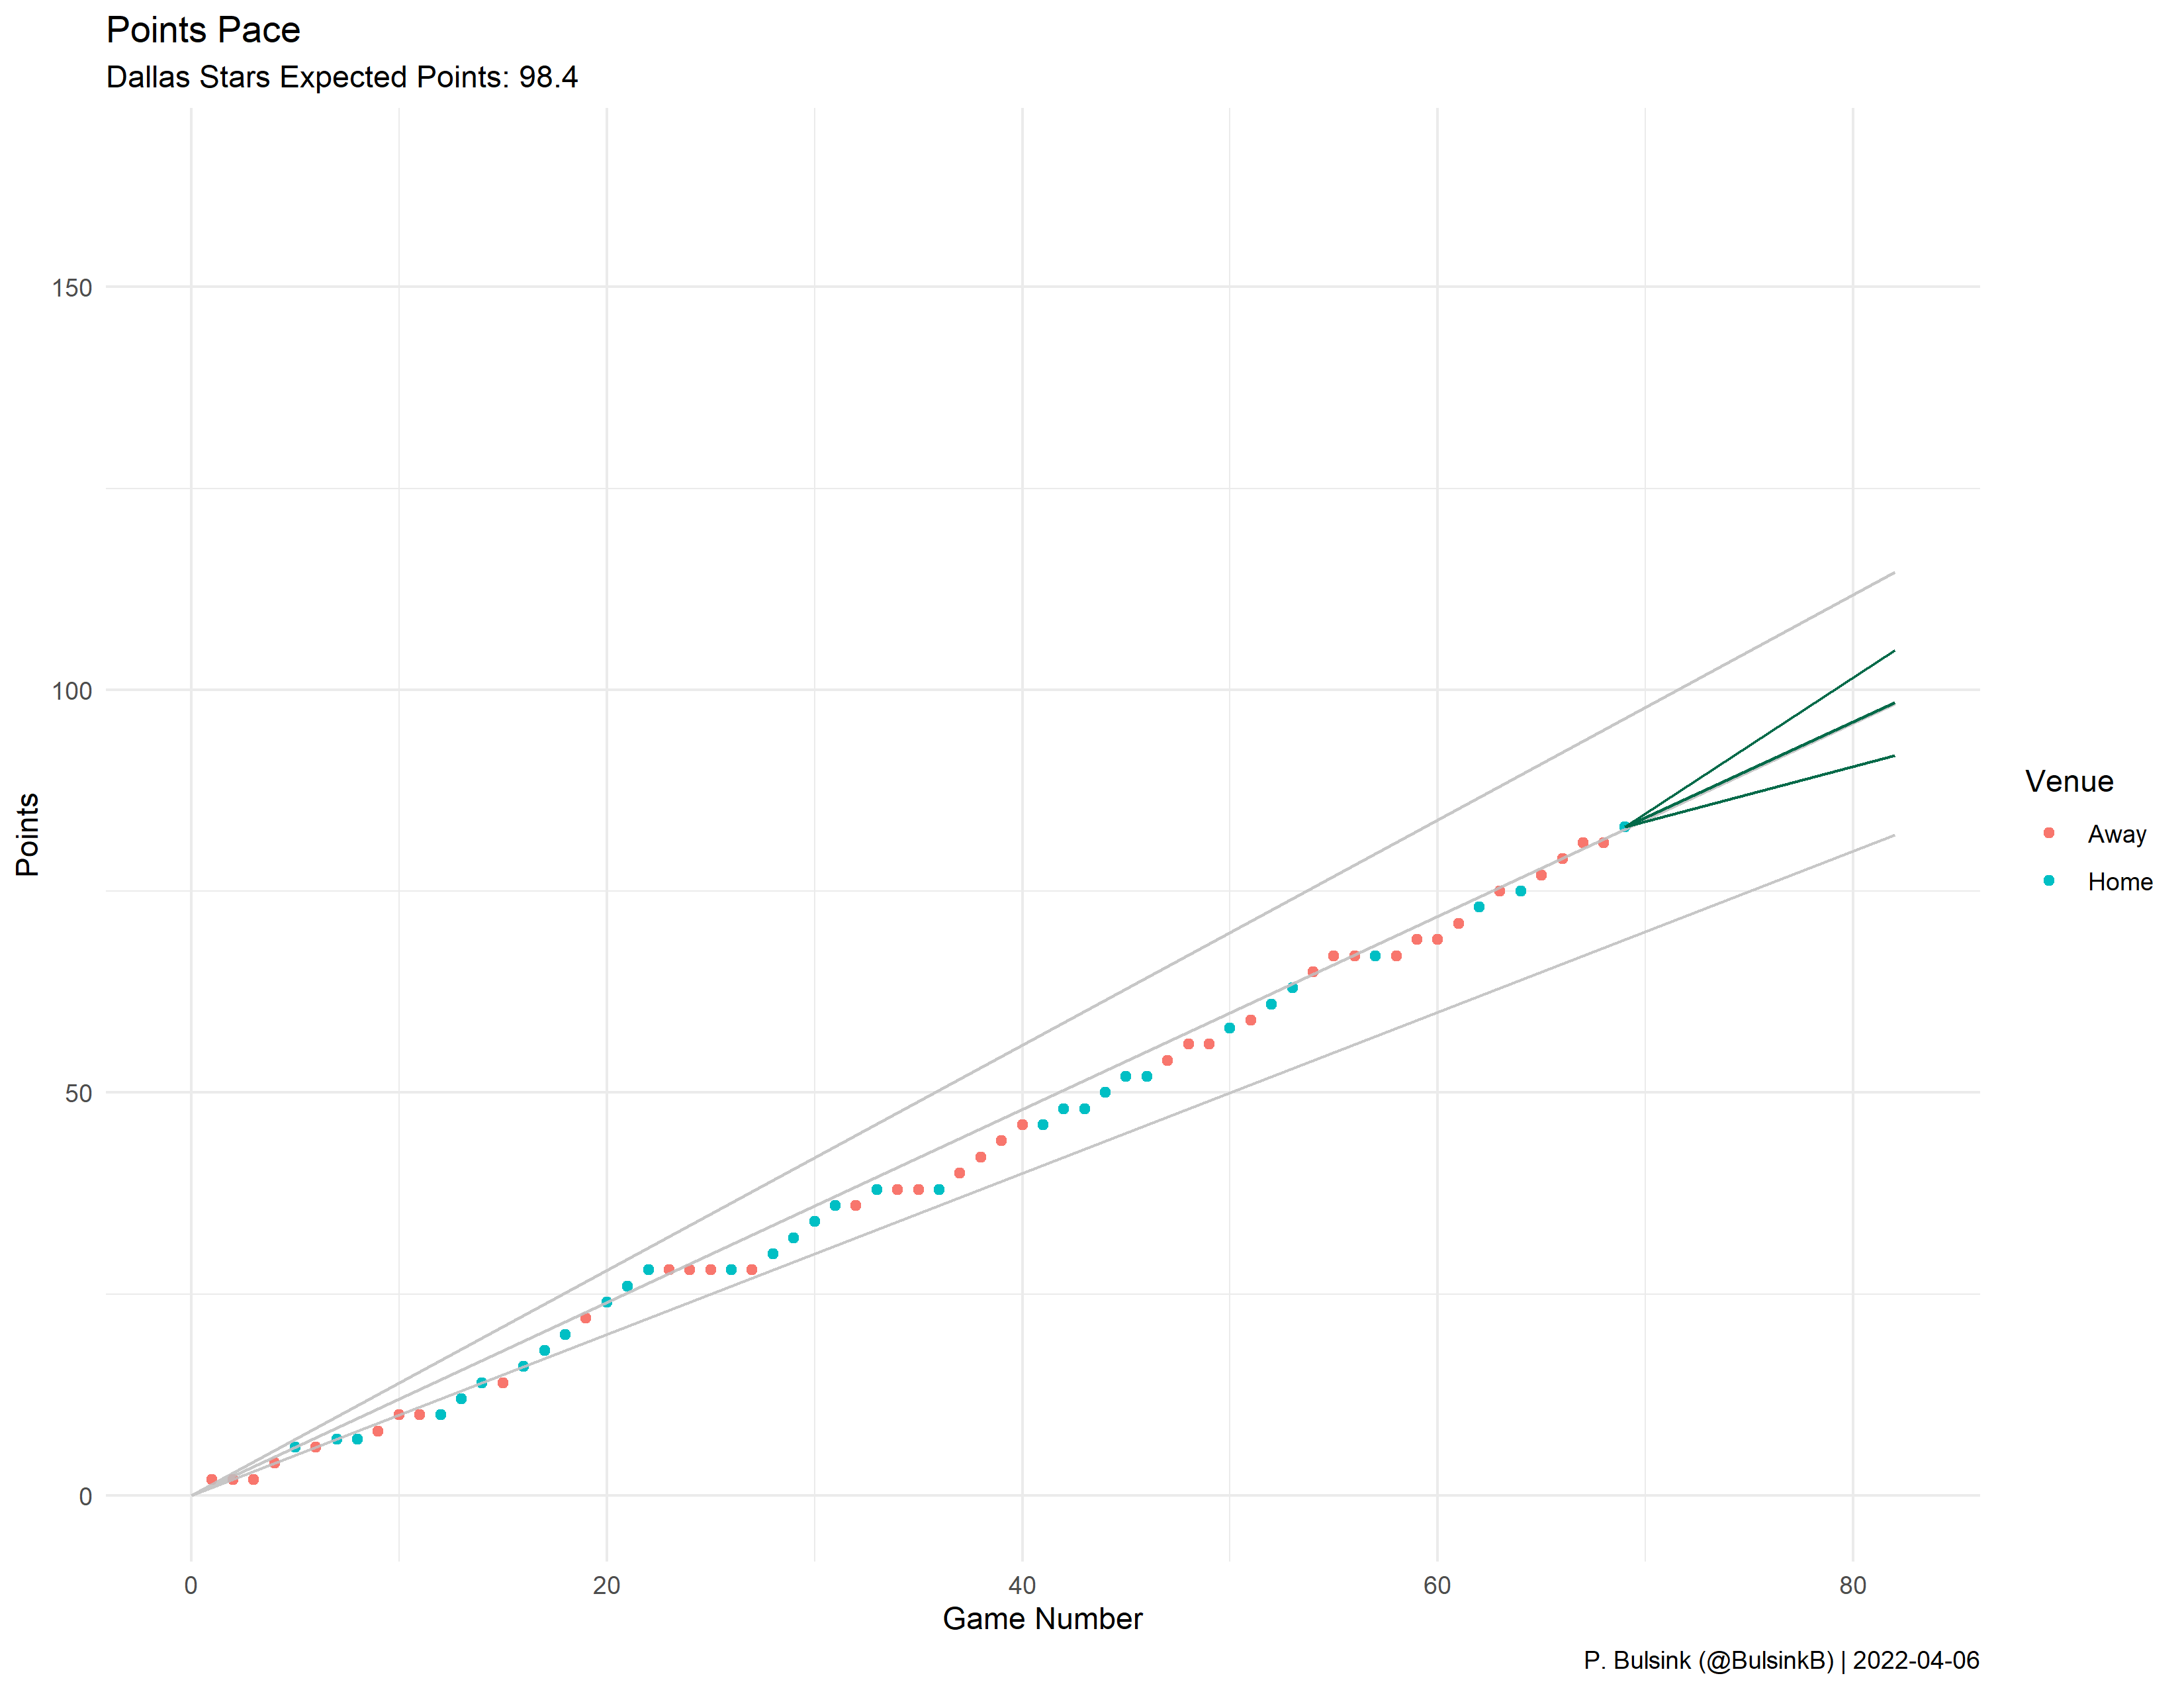 Points Pace
Dallas Stars Expected Points: 98.4
150
100
50
0
Points
0 20 40 60 80
Game Number
Venue
Away
Home
P. Bulsink (@BulsinkB) | 2022-04-06